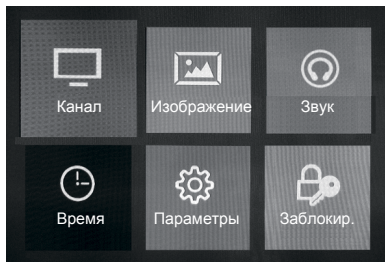 Канал
Изображение
Звук
Время
Параметры
Заблокир.